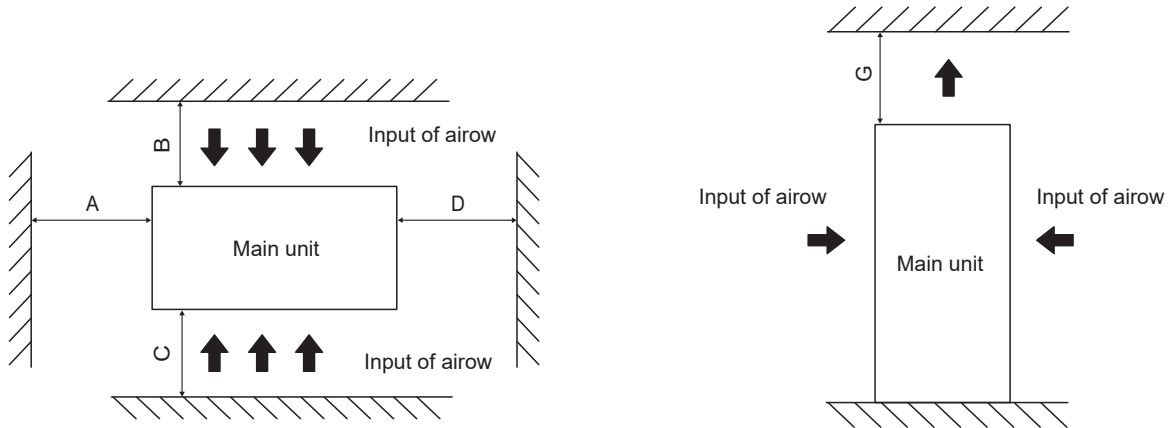 B
Input of airow
A
D
Main unit
C
Input of airow
G
Input of airow
Input of airow
Main unit